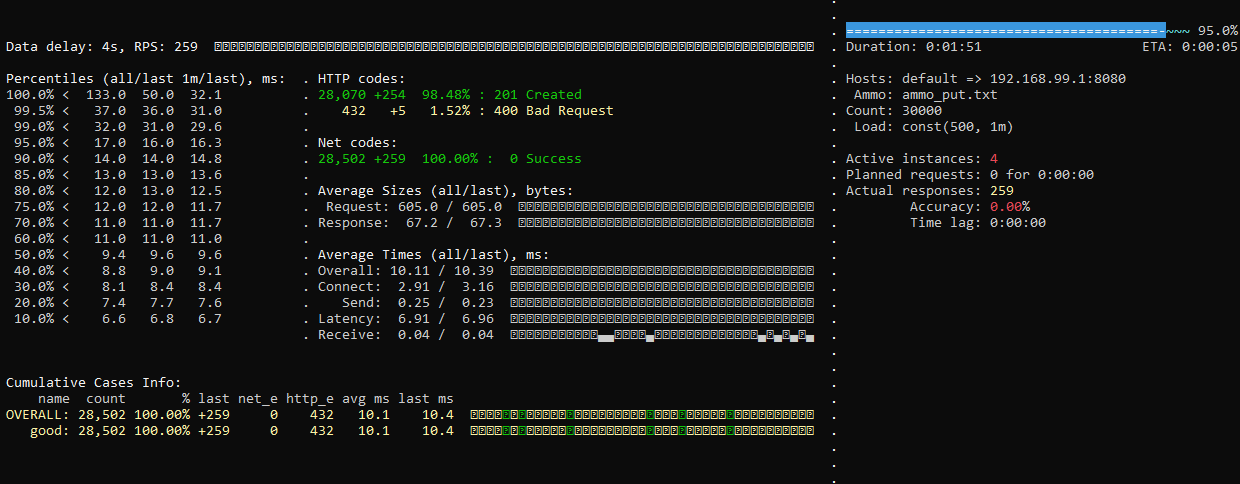 Data delay: 4s, RPS: 259
Percentiles (all/last 1m/last), ms:
100.0% < 133.0 50.0 32.1
99.5% < 37.0 36.0 31.0
99.0% < 32.0 31.0 29.6
95.0% < 17.0 16.0 16.3
90.0% < 14.0 14.0 14.8
85.0% < 13.0 13.0 13.6
80.0% < 12.0 13.0 12.5
75.0% < 12.0 12.0 11.7
70.0% < 11.0 11.0 11.7
60.0% < 11.0 11.0 11.0
50.0% < 9.4 9.6 9.6
40.0% < 8.8 9.0 9.1
30.0% < 8.1 8.4 8.4
20.0% < 7.4 7.7 7.6
10.0% < 6.6 6.8 6.7
. HTTP codes:
. 28,070 +254 98.48% : 201 Created
. 432 +5 1.52% : 400 Bad Request
.
. Net codes:
. 28,502 +259 100.00% : 0 Success
.
. Average Sizes (all/last), bytes:
. Request: 605.0 / 605.0
. Response: 67.2 / 67.3
.
. Average Times (all/last), ms:
. Overall: 10.11 / 10.39
. Connect: 2.91 / 3.16
. Send: 0.25 / 0.23
. Latency: 6.91 / 6.96
. Receive: 0.04 / 0.04
Cumulative Cases Info:
name count % last net_e http_e avg ms last ms
OVERALL: 28,502 100.00% +259 0 432 10.1 10.4
good: 28,502 100.00% +259 0 432 10.1 10.4
=======================================-~~~ 95.0%
Duration: 0:01:51 ETA: 0:00:05
Hosts: default => 192.168.99.1:8080
Ammo: ammo_put.txt
Count: 30000
Load: const(500, 1m)
Active instances: 4
Planned requests: 0 for 0:00:00
Actual responses: 259
Accuracy: 0.00%
Time lag: 0:00:00